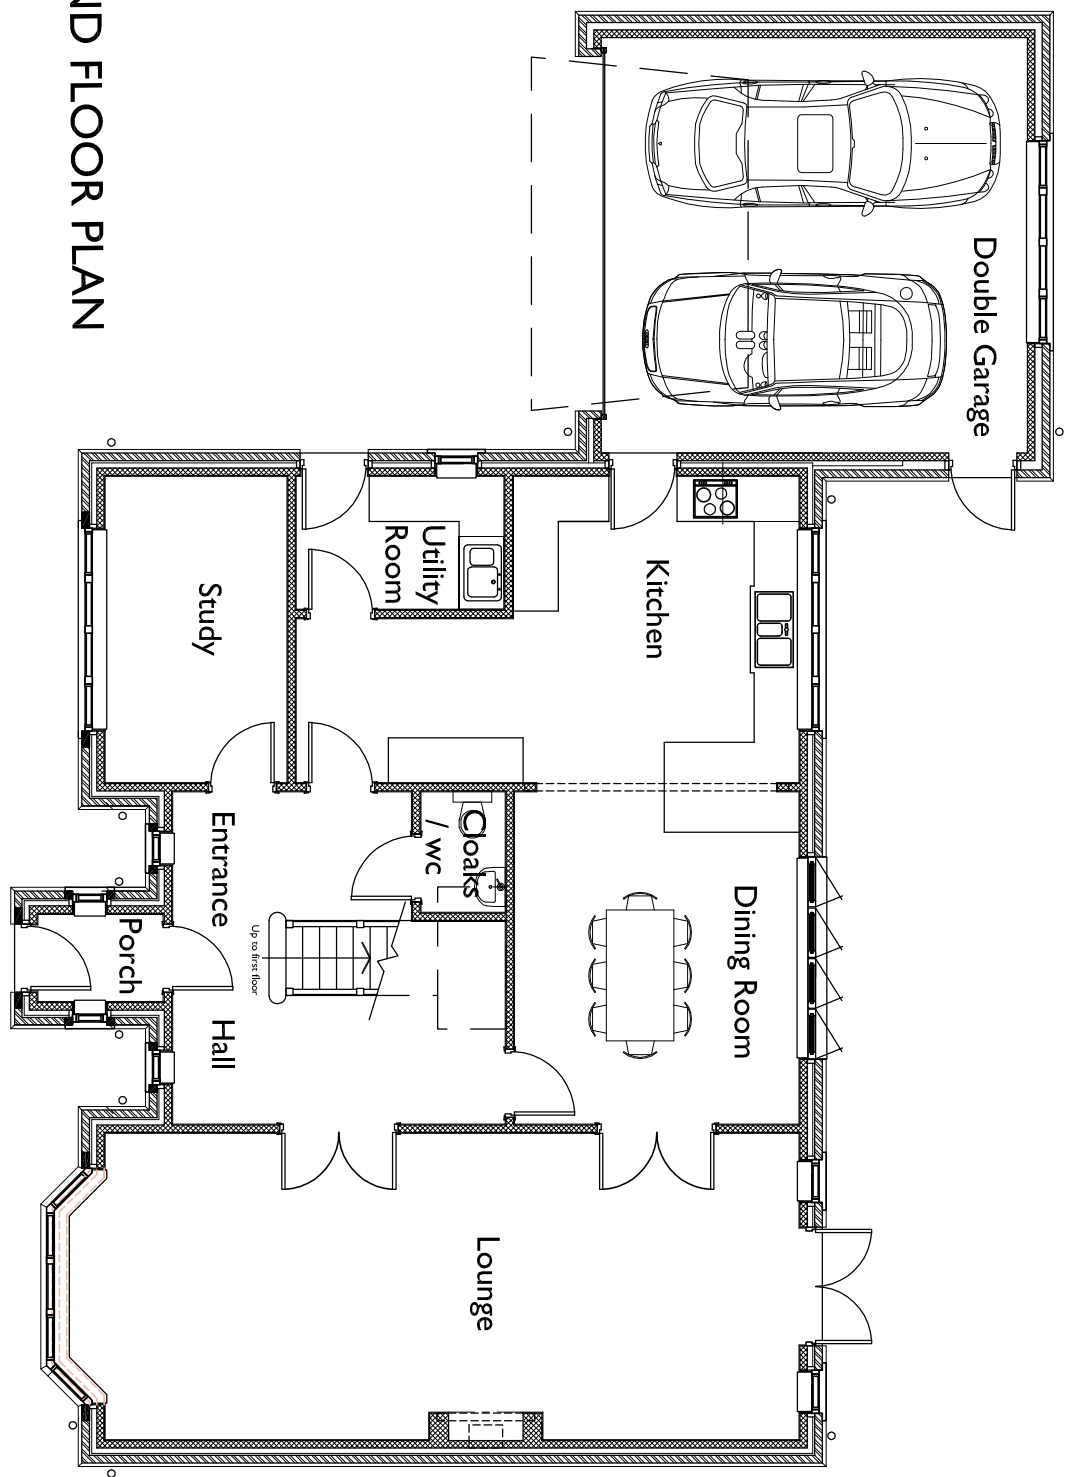 Double Garage
Kitchen
Utility
Room
Study
Dining Room
Cloaks
/ wc
Entrance
Hall
Up to first floor
Porch
Lounge
ND FLOOR PLAN